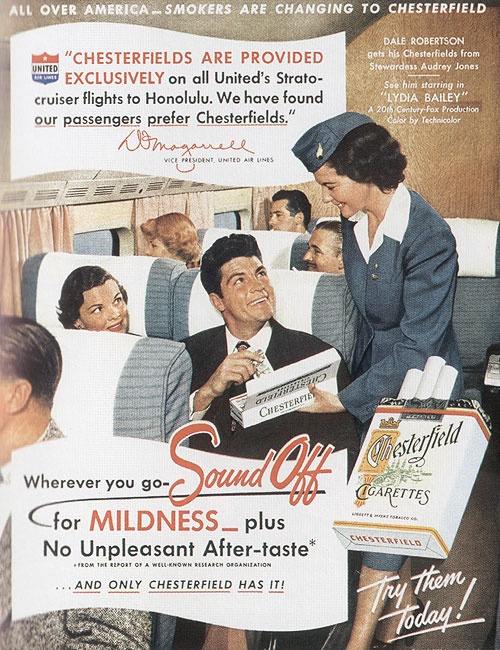 ALL OVER AMERICA—SMOKERS ARE CHANGING TO CHESTERFIELD
UNITED
AIR LINES
"CHESTERFIELDS ARE PROVIDED
EXCLUSIVELY on all United's Strato-
cruiser flights to Honolulu. We have found
our passengers prefer Chesterfields."
VICE PRESIDENT, UNITED AIR LINES
DALE ROBERTSON
gets his Chesterfields from
Stewardess Audrey Jones
See him starring in
"LYDIA BAILEY"
A 20th Century-Fox Production
Color by Technicolor
CHESTERFIELD
CHESTERFIELD
Chesterfield
CIGARETTES
LIGGETT & MYERS TOBACCO CO.
CHESTERFIELD
Wherever you go—Sound Off
for MILDNESS— plus
No Unpleasant After-taste*
*FROM THE REPORT OF A WELL-KNOWN RESEARCH ORGANIZATION
...AND ONLY CHESTERFIELD HAS IT!
Try them
Today!